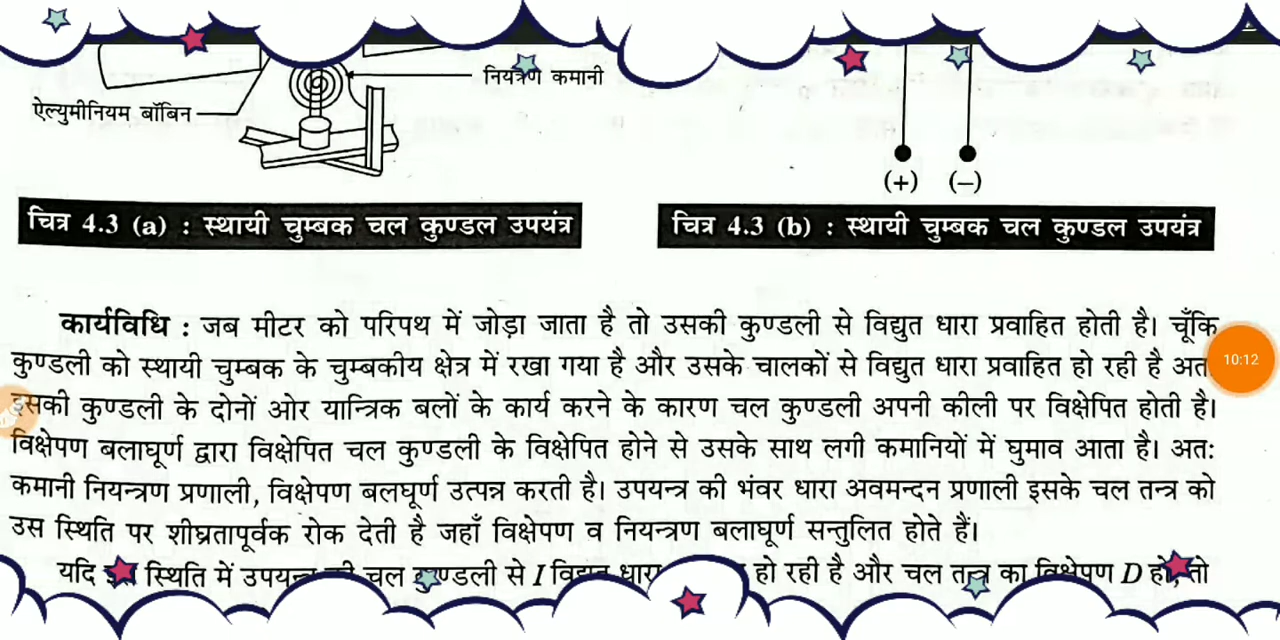 नियंत्रण कमानी
ऐल्युमीनियम बॉबिन
(+) (–)
चित्र 4.3 (a) : स्थायी चुम्बक चल कुण्डल उपयंत्र
चित्र 4.3 (b) : स्थायी चुम्बक चल कुण्डल उपयंत्र
कार्यविधि : जब मीटर को परिपथ में जोड़ा जाता है तो उसकी कुण्डली से विद्युत धारा प्रवाहित होती है। चूँकि
कुण्डली को स्थायी चुम्बक के चुम्बकीय क्षेत्र में रखा गया है और उसके चालकों से विद्युत धारा प्रवाहित हो रही है अत
10:12
इसकी कुण्डली के दोनों ओर यान्त्रिक बलों के कार्य करने के कारण चल कुण्डली अपनी कीली पर विक्षेपित होती है।
विक्षेपण बलाघूर्ण द्वारा विक्षेपित चल कुण्डली के विक्षेपित होने से उसके साथ लगी कमानियों में घुमाव आता है। अतः
कमानी नियन्त्रण प्रणाली, विक्षेपण बलघूर्ण उत्पन्न करती है। उपयन्त्र की भंवर धारा अवमन्दन प्रणाली इसके चल तन्त्र को
उस स्थिति पर शीघ्रतापूर्वक रोक देती है जहाँ विक्षेपण व नियन्त्रण बलाघूर्ण सन्तुलित होते हैं।
यदि स्थिति में उपयन्त्र की चल कुण्डली से I विद्युत धारा हो रही है और चल तन्त्र का विक्षेपण D हो, तो